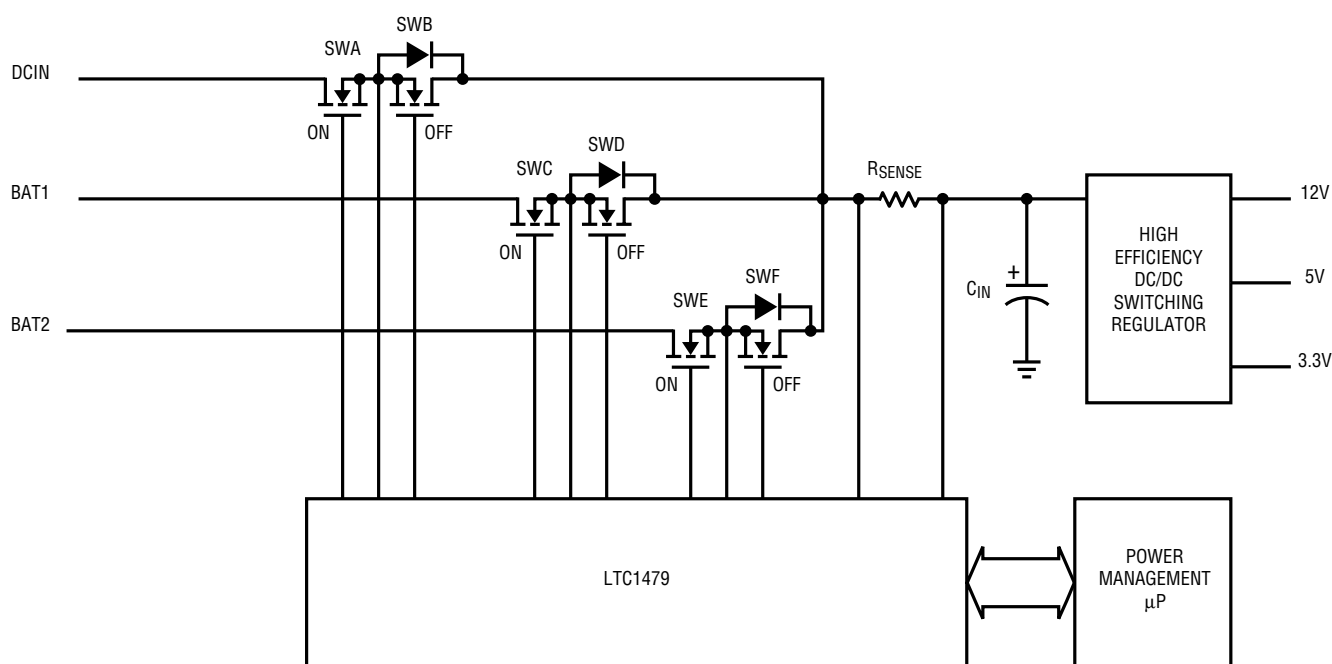 SWB
SWA
DCIN
ON
OFF
SWD
SWC
RSENSE
BAT1
12V
ON
OFF
HIGH
EFFICIENCY
DC/DC
SWITCHING
REGULATOR
+
CIN
5V
SWF
SWE
BAT2
3.3V
ON
OFF
LTC1479
POWER
MANAGEMENT
µP